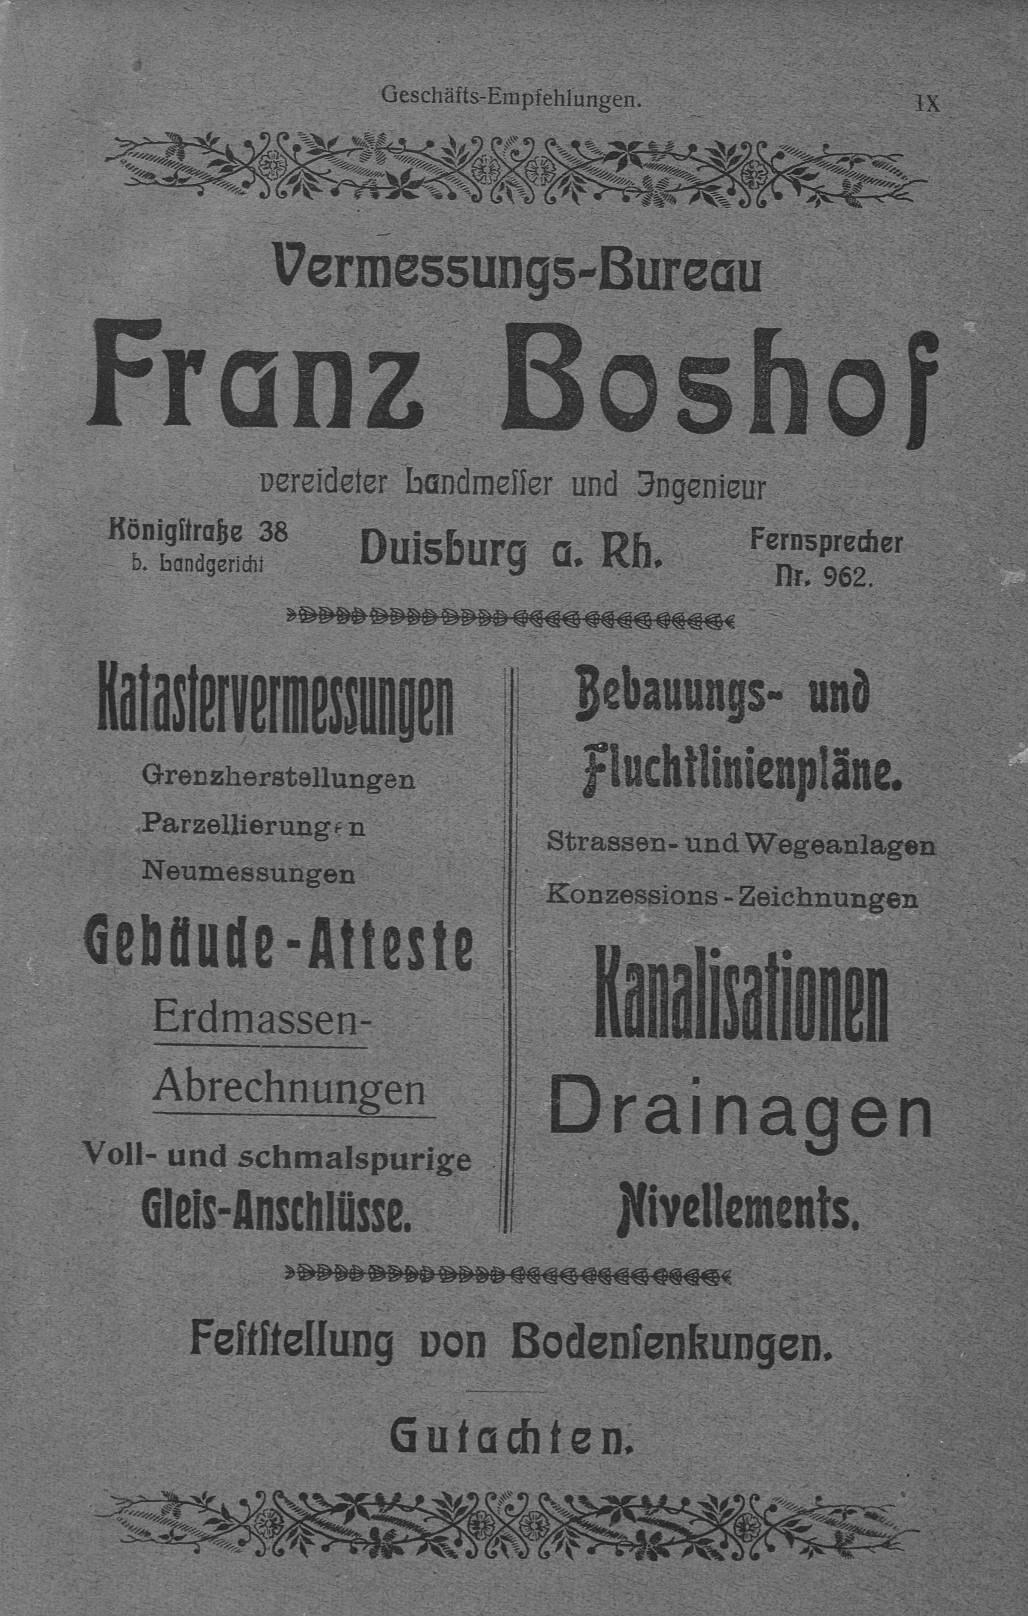 Geschäfts-Empfehlungen.
IX
Vermessungs-Bureau
Franz Boshof
vereideter Landmeſſer und Ingenieur
Königſtraße 38
b. Landgericht
Duisburg a. Rh.
Fernsprecher
Nr. 962.
Katastervermessungen
Grenzherstellungen
Parzellierungen
Neumessungen
Gebäude-Atteste
Erdmassen-
Abrechnungen
Voll- und schmalspurige
Gleis-Anschlüsse.
Bebauungs- und
Fluchtlinienpläne.
Strassen- und Wegeanlagen
Konzessions-Zeichnungen
Kanalisationen
Drainagen
Nivellements.
Feſtſtellung von Bodenſenkungen.
Gutachten.